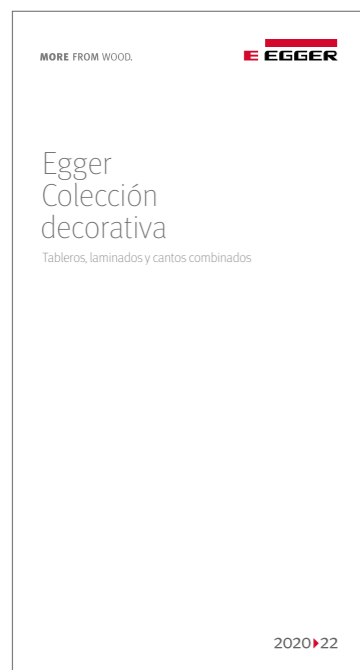 MORE FROM WOOD.
E EGGER
Egger
Colección
decorativa
Tableros, laminados y cantos combinados
2020▸22